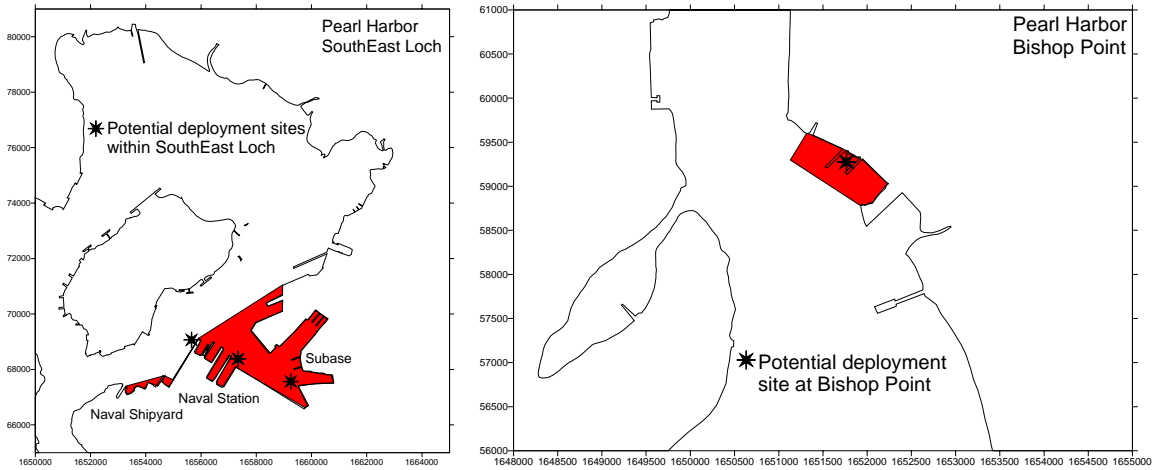 Pearl Harbor
SouthEast Loch
80000
78000
Potential deployment sites
within SouthEast Loch
76000
74000
72000
70000
Subase
68000
Naval Station
Naval Shipyard
66000
1650000 1652000 1654000 1656000 1658000 1660000 1662000 1664000
61000
Pearl Harbor
Bishop Point
60500
60000
59500
59000
58500
58000
57500
57000
Potential deployment
site at Bishop Point
56500
56000
1648000 1648500 1649000 1649500 1650000 1650500 1651000 1651500 1652000 1652500 1653000 1653500 1654000 1654500 1655000